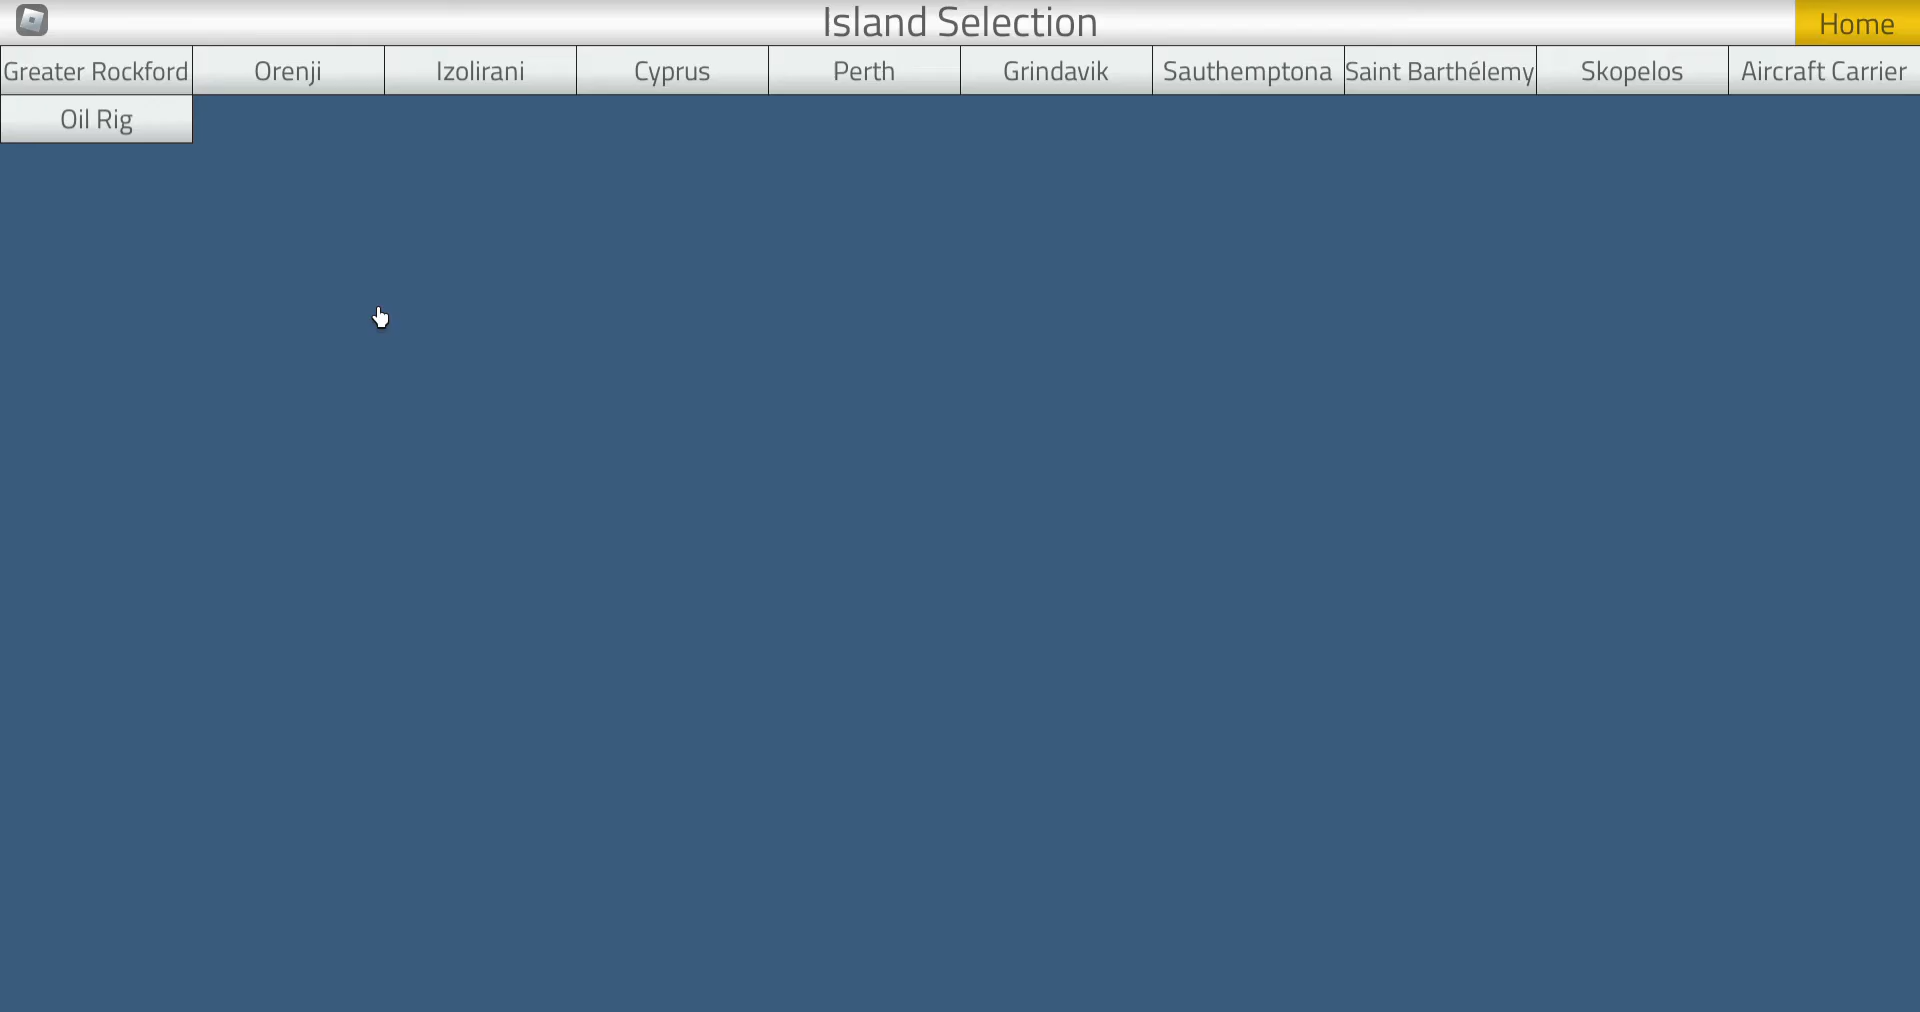 Island Selection
Home
Greater Rockford
Orenji
Izolirani
Cyprus
Perth
Grindavik
Sauthemptona
Saint Barthélemy
Skopelos
Aircraft Carrier
Oil Rig